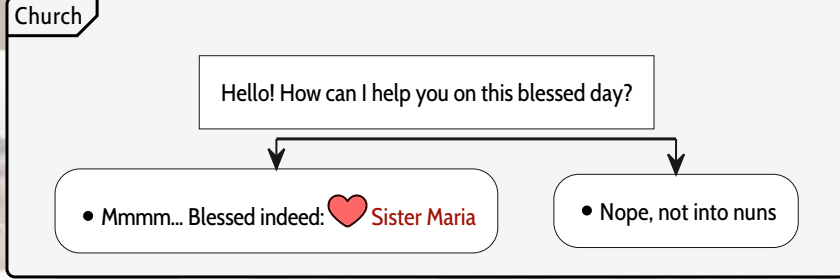 Church
Hello! How can I help you on this blessed day?
• Mmmm... Blessed indeed: Sister Maria
• Nope, not into nuns